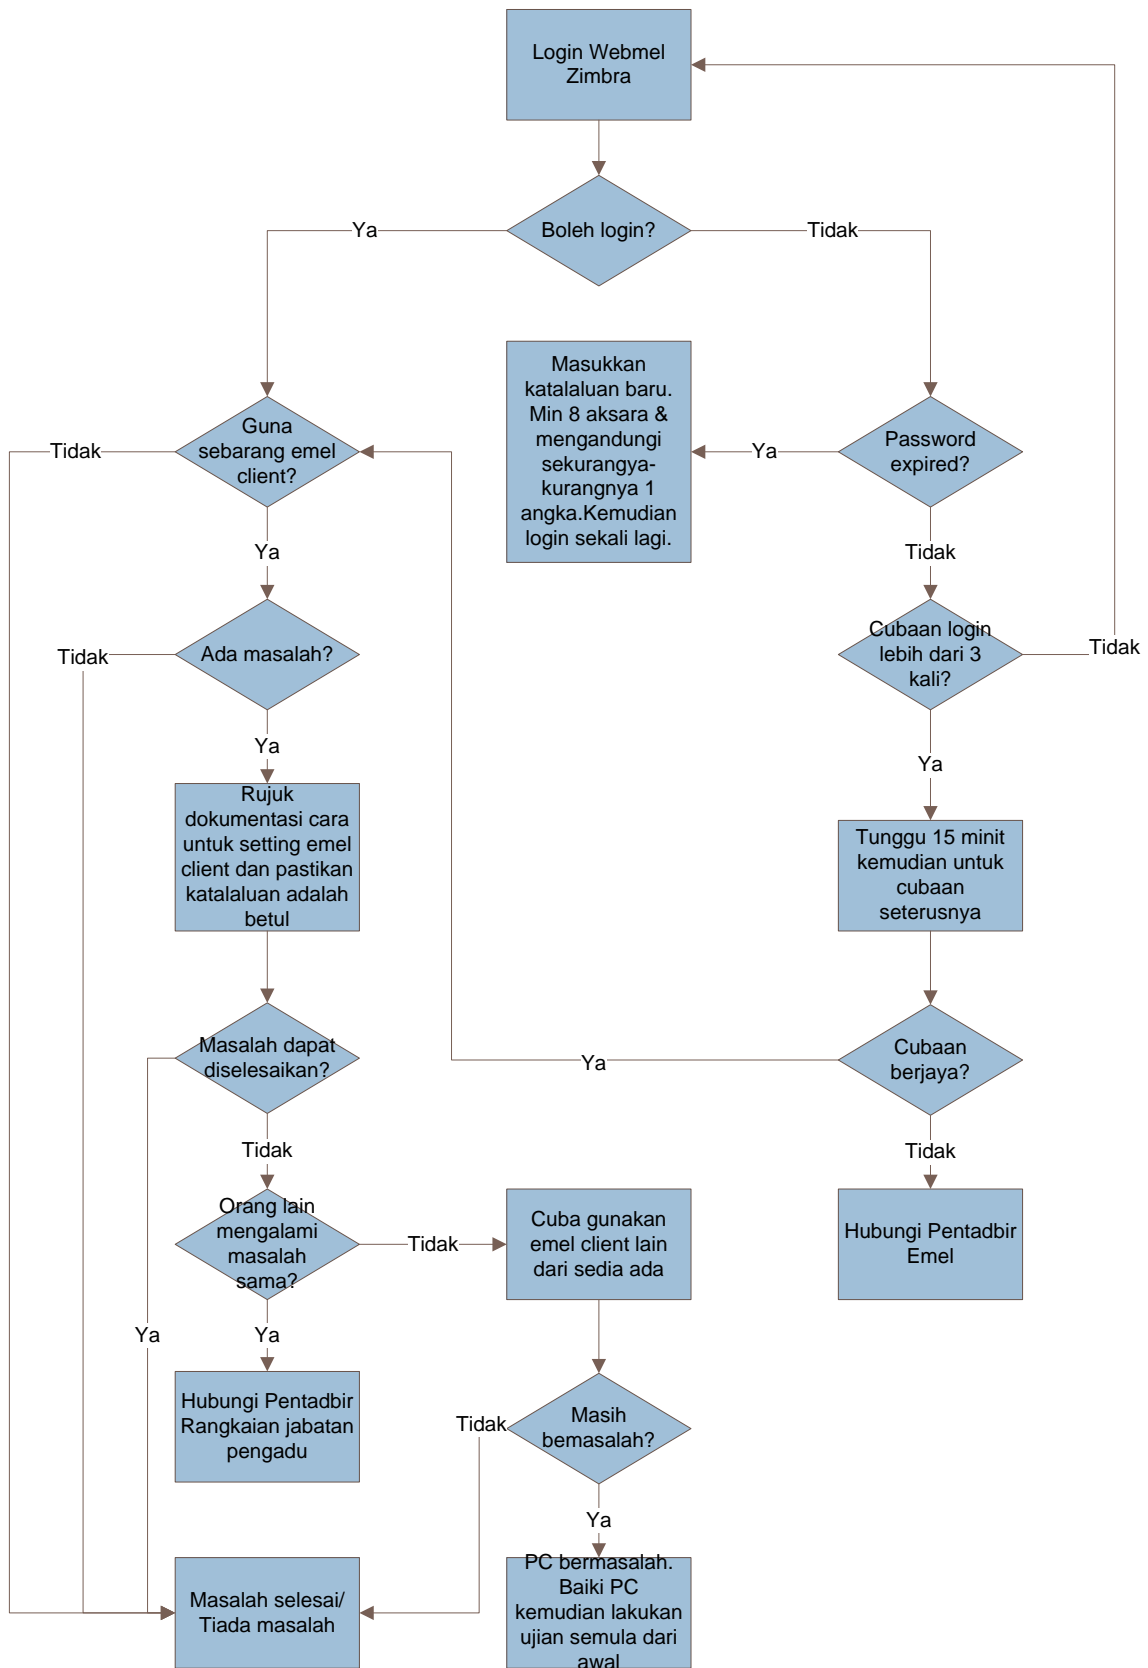 Login Webmel
Zimbra
Ya
Boleh login?
Tidak
Masukkan
katalaluan baru.
Min 8 aksara &
mengandungi
sekurangya-
kurangnya 1
angka.Kemudian
login sekali lagi.
Tidak
Guna
sebarang emel
client?
Ya
Password
expired?
Ya
Tidak
Tidak
Ada masalah?
Cubaan login
lebih dari 3
kali?
Tidak
Ya
Ya
Rujuk
dokumentasi cara
untuk setting emel
client dan pastikan
katalaluan adalah
betul
Tunggu 15 minit
kemudian untuk
cubaan
seterusnya
Masalah dapat
diselesaikan?
Ya
Cubaan
berjaya?
Tidak
Tidak
Orang lain
mengalami
masalah
sama?
Tidak
Cuba gunakan
emel client lain
dari sedia ada
Hubungi Pentadbir
Emel
Ya
Ya
Hubungi Pentadbir
Rangkaian jabatan
pengadu
Tidak
Masih
bemasalah?
Ya
Masalah selesai/
Tiada masalah
PC bermasalah.
Baiki PC
kemudian lakukan
ujian semula dari
awal